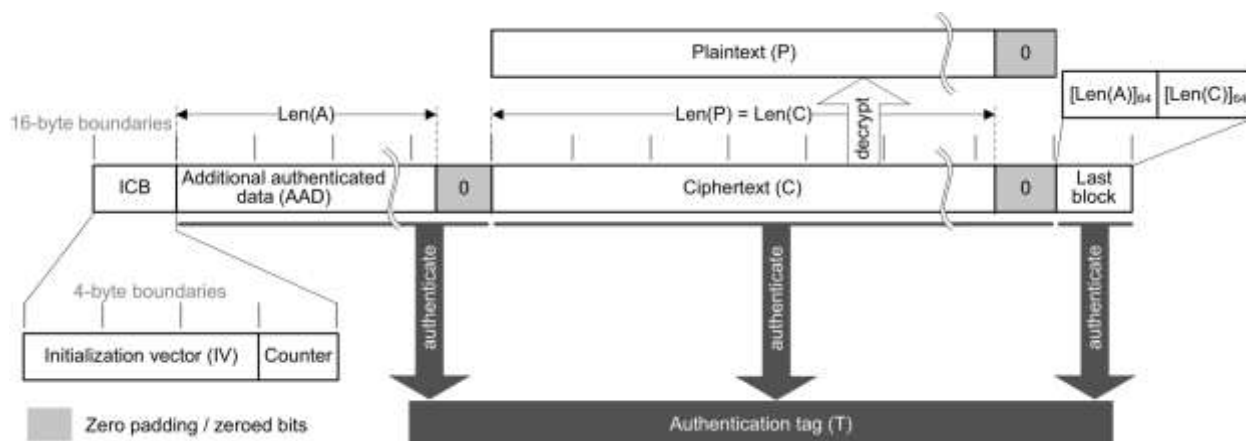 Plaintext (P)
0
[Len(A)]64
[Len(C)]64
Len(A)
Len(P) = Len(C)
decrypt
16-byte boundaries
ICB
Additional authenticated
data (AAD)
0
Ciphertext (C)
0
Last
block
4-byte boundaries
authenticate
authenticate
authenticate
Initialization vector (IV)
Counter
Zero padding / zeroed bits
Authentication tag (T)